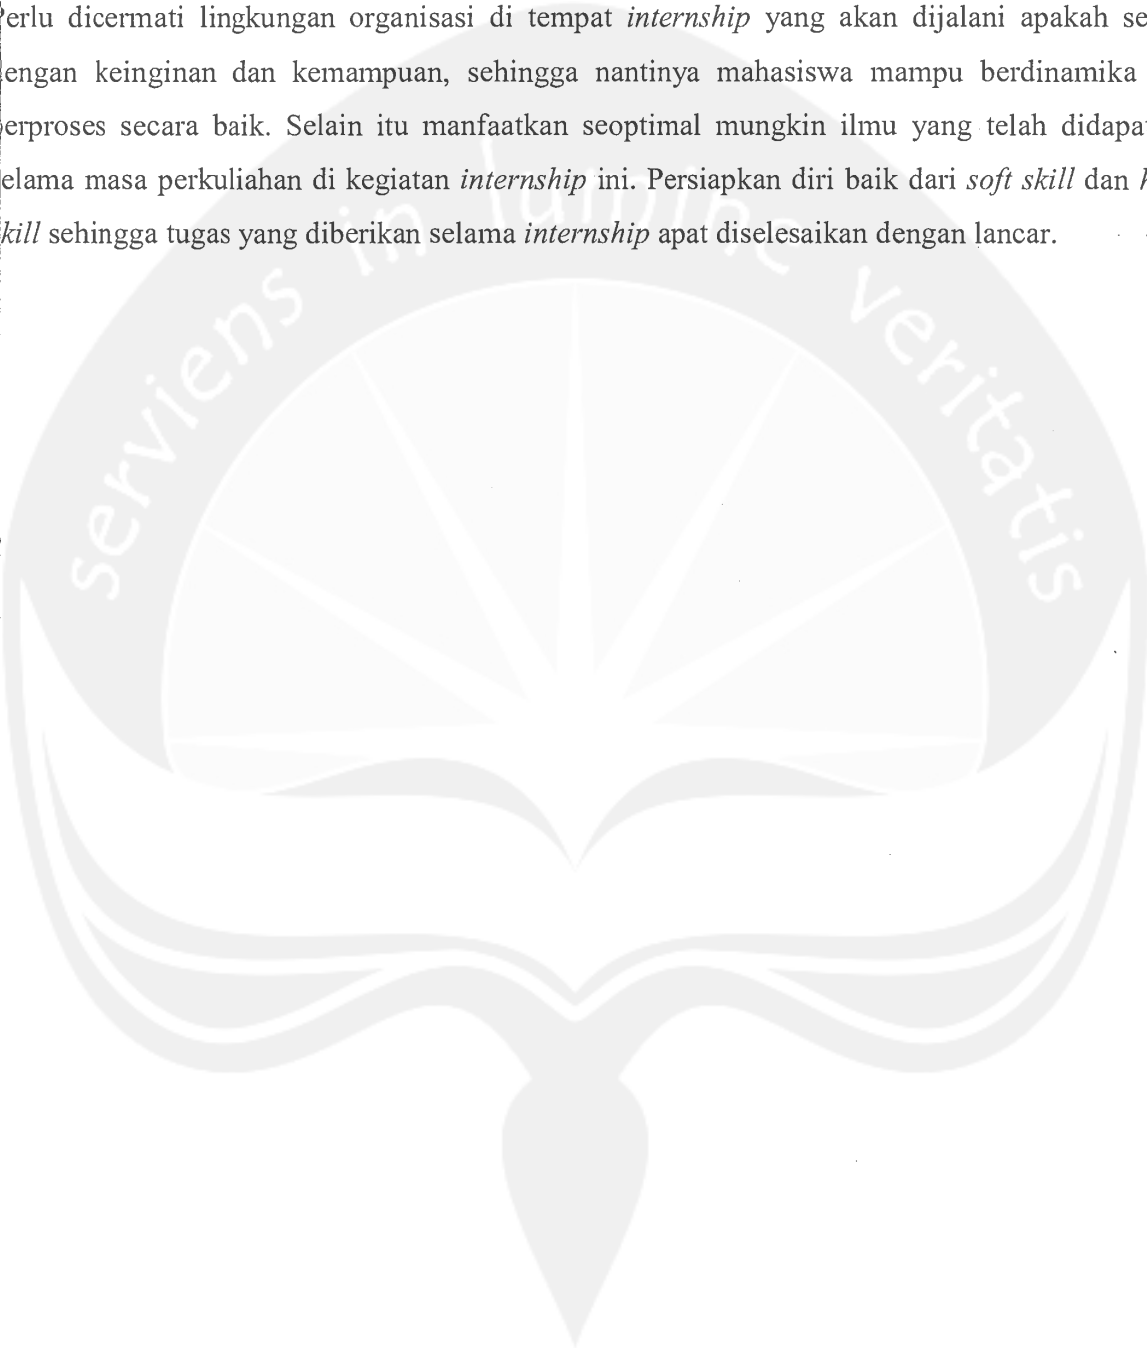 erlu dicermati lingkungan organisasi di tempat internship yang akan dijalani apakah se
engan keinginan dan kemampuan, sehingga nantinya mahasiswa mampu berdinamika
erproses secara baik. Selain itu manfaatkan seoptimal mungkin ilmu yang telah didapa
elama masa perkuliahan di kegiatan internship ini. Persiapkan diri baik dari soft skill dan h
kill sehingga tugas yang diberikan selama internship apat diselesaikan dengan lancar.
serviens in lumine veritatis